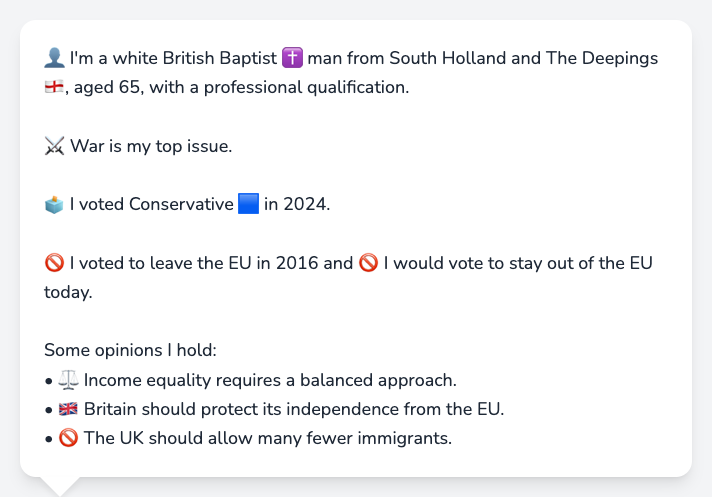 👤 I'm a white British Baptist ✝️ man from South Holland and The Deepings
🏴󠁧󠁢󠁥󠁮󠁧󠁿, aged 65, with a professional qualification.
⚔️ War is my top issue.
🗳️ I voted Conservative 🟦 in 2024.
🚫 I voted to leave the EU in 2016 and 🚫 I would vote to stay out of the EU
today.
Some opinions I hold:
• ⚖️ Income equality requires a balanced approach.
• 🇬🇧 Britain should protect its independence from the EU.
• 🚫 The UK should allow many fewer immigrants.